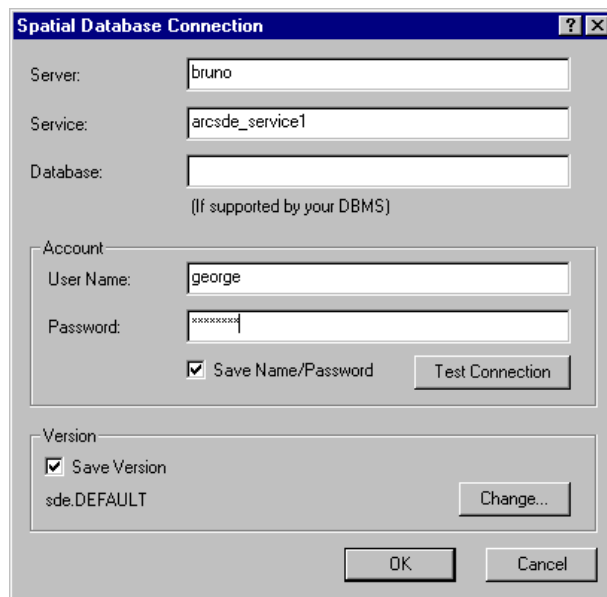 Spatial Database Connection
Server: bruno
Service: arcsde_service1
Database:
(If supported by your DBMS)
Account
User Name: george
Password: ********
Save Name/Password Test Connection
Version
Save Version
sde.DEFAULT Change...
OK Cancel